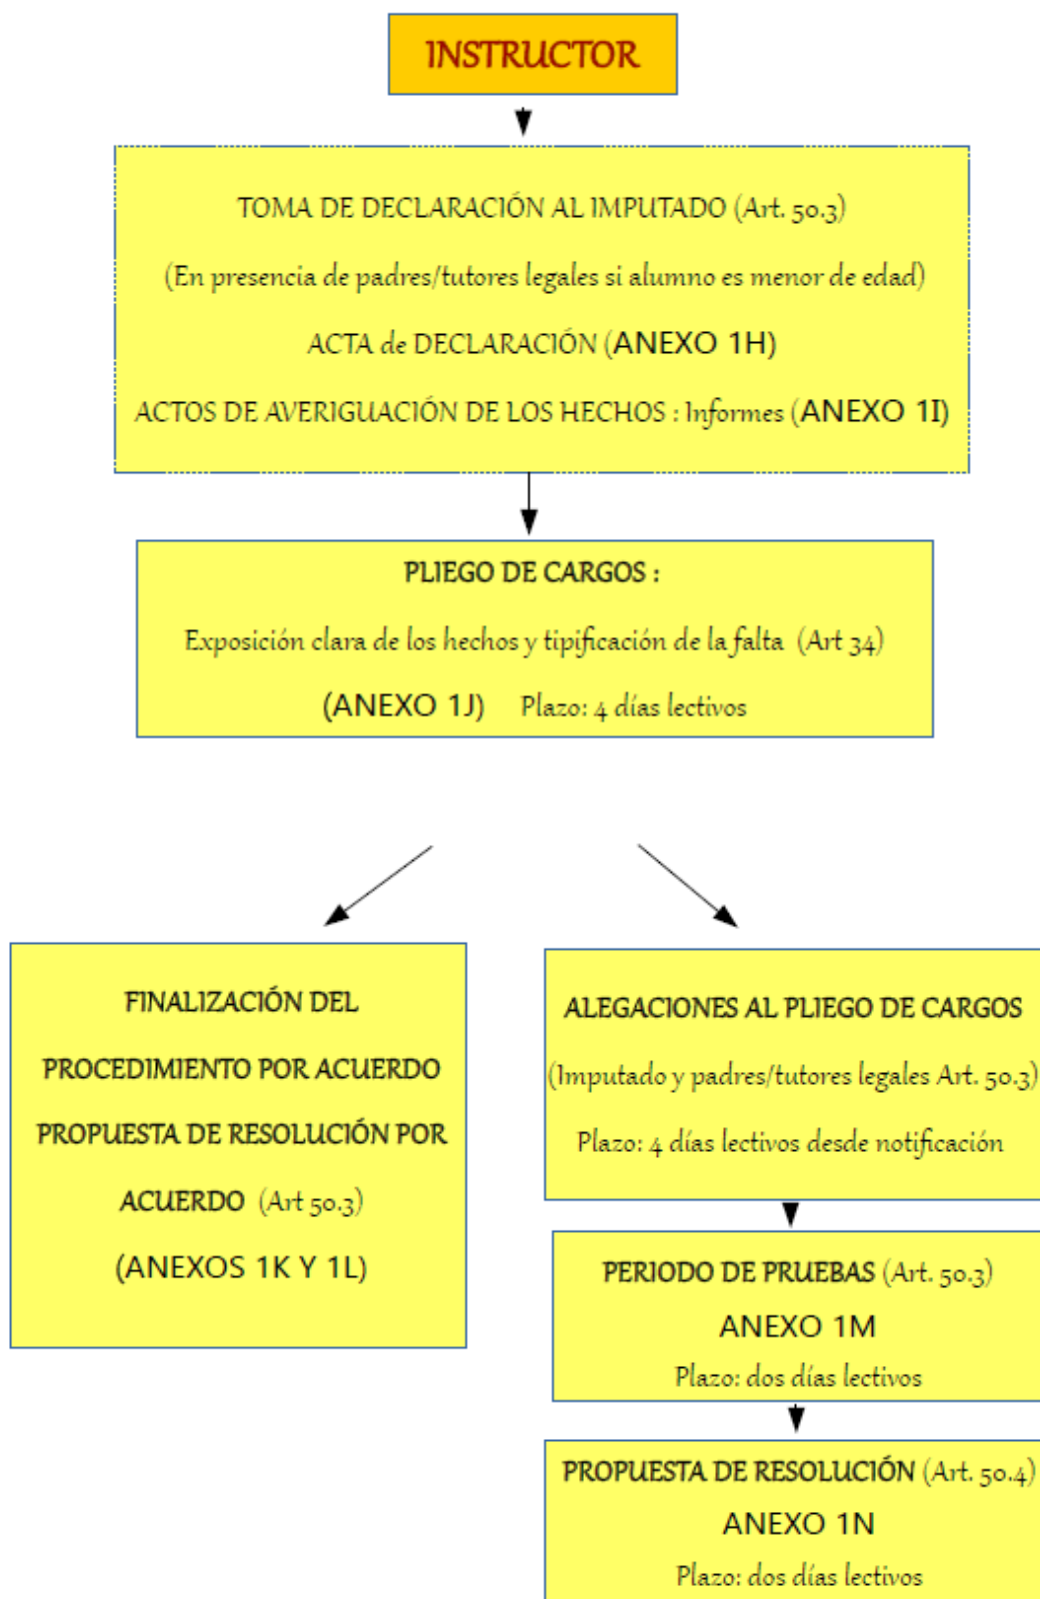 INSTRUCTOR
TOMA DE DECLARACIÓN AL IMPUTADO (Art. 50.3)
(En presencia de padres/tutores legales si alumno es menor de edad)
ACTA de DECLARACIÓN (ANEXO 1H)
ACTOS DE AVERIGUACIÓN DE LOS HECHOS : Informes (ANEXO 1I)
PLIEGO DE CARGOS :
Exposición clara de los hechos y tipificación de la falta (Art 34)
(ANEXO 1J) Plazo: 4 días lectivos
FINALIZACIÓN DEL
PROCEDIMIENTO POR ACUERDO
PROPUESTA DE RESOLUCIÓN POR
ACUERDO (Art 50.3)
(ANEXOS 1K Y 1L)
ALEGACIONES AL PLIEGO DE CARGOS
(Imputado y padres/tutores legales Art. 50.3)
Plazo: 4 días lectivos desde notificación
PERIODO DE PRUEBAS (Art. 50.3)
ANEXO 1M
Plazo: dos días lectivos
PROPUESTA DE RESOLUCIÓN (Art. 50.4)
ANEXO 1N
Plazo: dos días lectivos